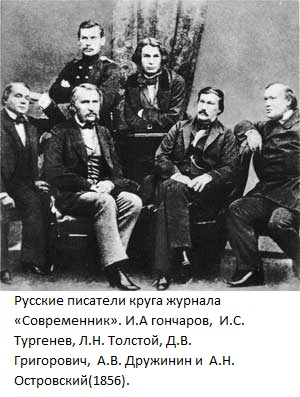 Русские писатели круга журнала
«Современник». И.А гончаров,  И.С.
Тургенев, Л.Н. Толстой, Д.В.
Григорович,  А.В. Дружинин и  А.Н.
Островский(1856).